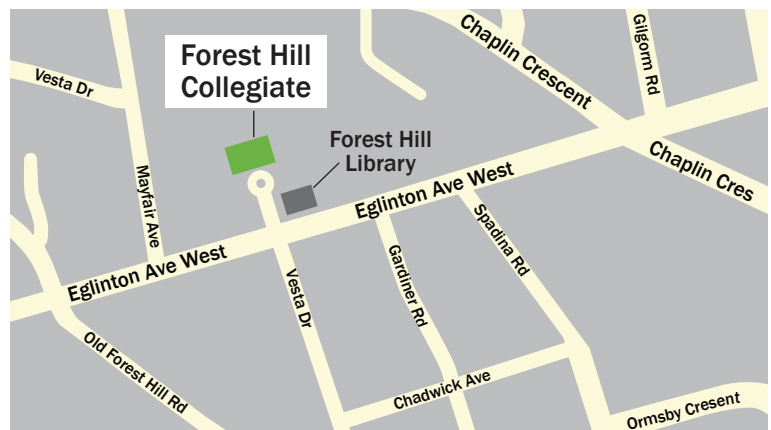 Forest Hill
Collegiate
Chaplin Crescent
Gilgorm Rd
Vesta Dr
Forest Hill
Library
Mayfair Ave
Eglinton Ave West
Chaplin Cres
Eglinton Ave West
Spadina Rd
Gardiner Rd
Vesta Dr
Old Forest Hill Rd
Chadwick Ave
Ormsby Cresent